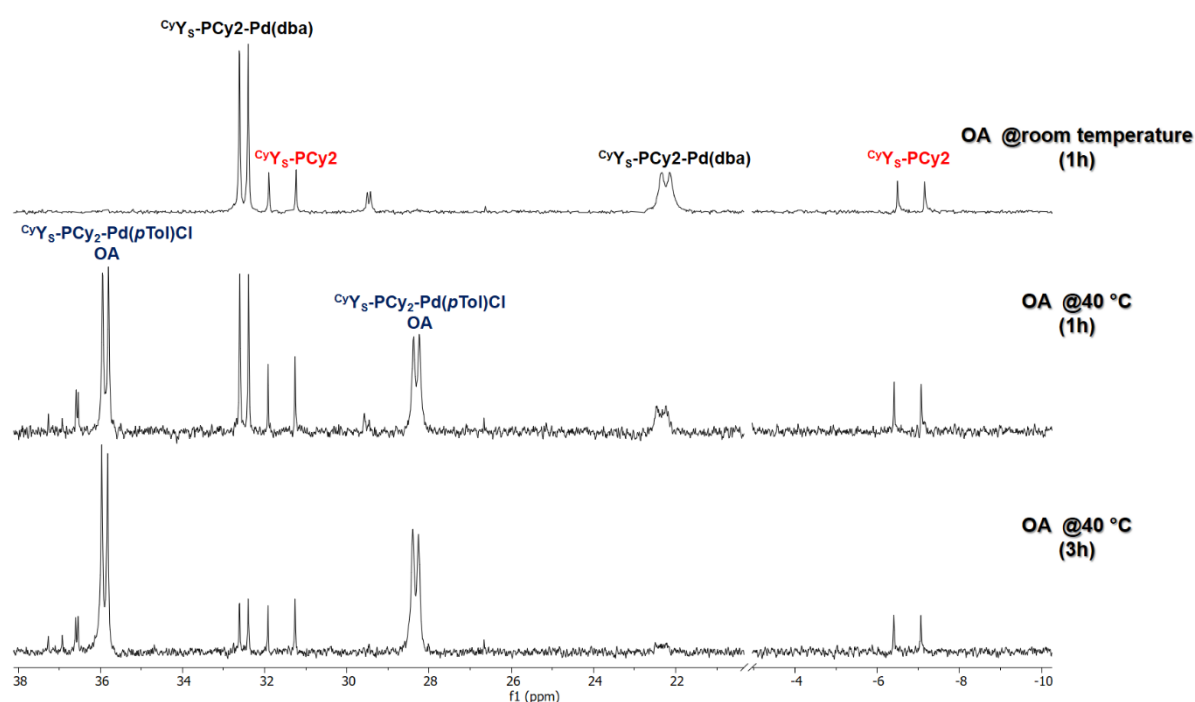 CyYS-PCy2-Pd(dba)
CyYS-PCy2
CyYS-PCy2-Pd(dba)
CyYS-PCy2
OA @room temperature
(1h)
CyYS-PCy2-Pd(pTol)Cl
OA
CyYS-PCy2-Pd(pTol)Cl
OA
OA @40 °C
(1h)
OA @40 °C
(3h)
38 36 34 32 30 28 26 24 22 -4 -6 -8 -10
f1 (ppm)